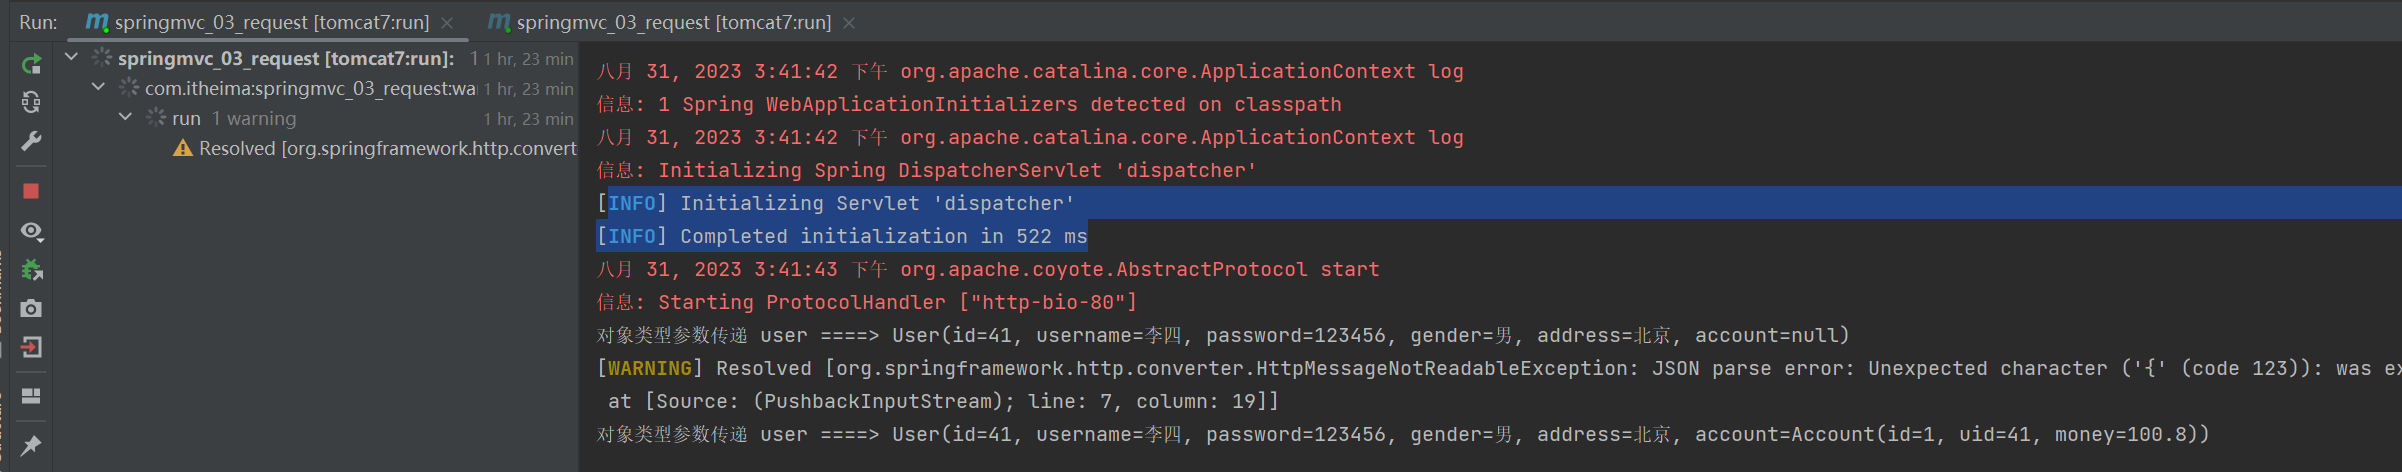 Run: springmvc_03_request [tomcat7:run] × springmvc_03_request [tomcat7:run] ×
springmvc_03_request [tomcat7:run]: 1 1 hr, 23 min
com.itheima:springmvc_03_request:wa 1 hr, 23 min
run 1 warning 1 hr, 23 min
Resolved [org.springframework.http.convert
八月 31, 2023 3:41:42 下午 org.apache.catalina.core.ApplicationContext log
信息: 1 Spring WebApplicationInitializers detected on classpath
八月 31, 2023 3:41:42 下午 org.apache.catalina.core.ApplicationContext log
信息: Initializing Spring DispatcherServlet 'dispatcher'
[INFO] Initializing Servlet 'dispatcher'
[INFO] Completed initialization in 522 ms
八月 31, 2023 3:41:43 下午 org.apache.coyote.AbstractProtocol start
信息: Starting ProtocolHandler ["http-bio-80"]
对象类型参数传递 user ====> User(id=41, username=李四, password=123456, gender=男, address=北京, account=null)
[WARNING] Resolved [org.springframework.http.converter.HttpMessageNotReadableException: JSON parse error: Unexpected character ('{' (code 123)): was ex
at [Source: (PushbackInputStream); line: 7, column: 19]]
对象类型参数传递 user ====> User(id=41, username=李四, password=123456, gender=男, address=北京, account=Account(id=1, uid=41, money=100.8))